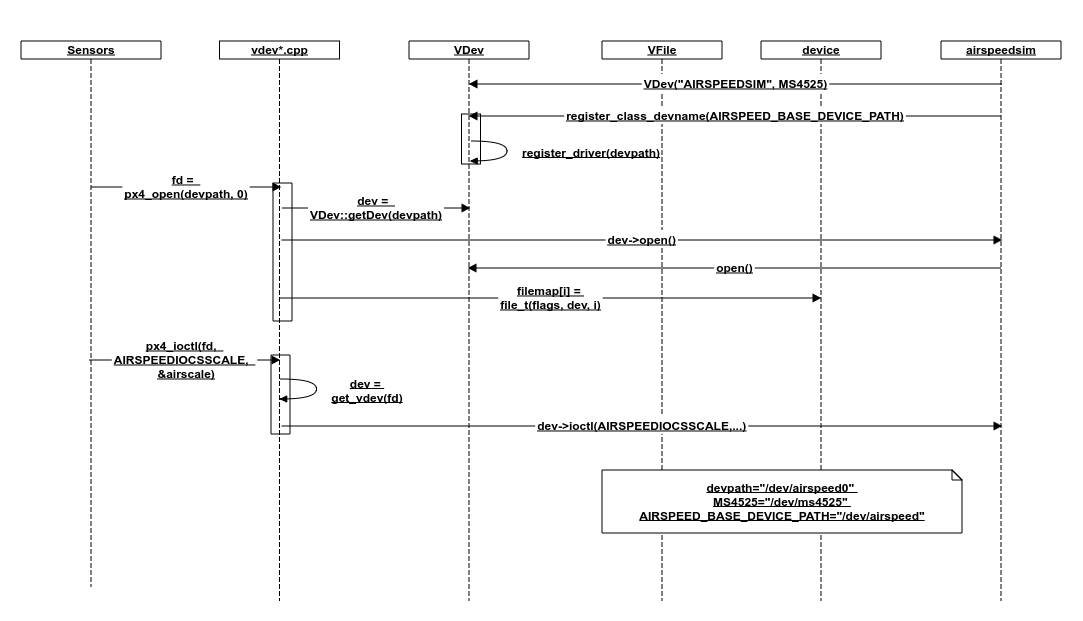 Sensors
vdev*.cpp
VDev
VFile
device
airspeedsim
VDev("AIRSPEEDSIM", MS4525)
register_class_devname(AIRSPEED_BASE_DEVICE_PATH)
register_driver(devpath)
fd =
px4_open(devpath, 0)
dev =
VDev::getDev(devpath)
dev->open()
open()
filemap[i] =
file_t(flags, dev, i)
px4_ioctl(fd,
AIRSPEEDIOCSSCALE,
&airscale)
dev =
get_vdev(fd)
dev->ioctl(AIRSPEEDIOCSSCALE,...)
devpath="/dev/airspeed0"
MS4525="/dev/ms4525"
AIRSPEED_BASE_DEVICE_PATH="/dev/airspeed"